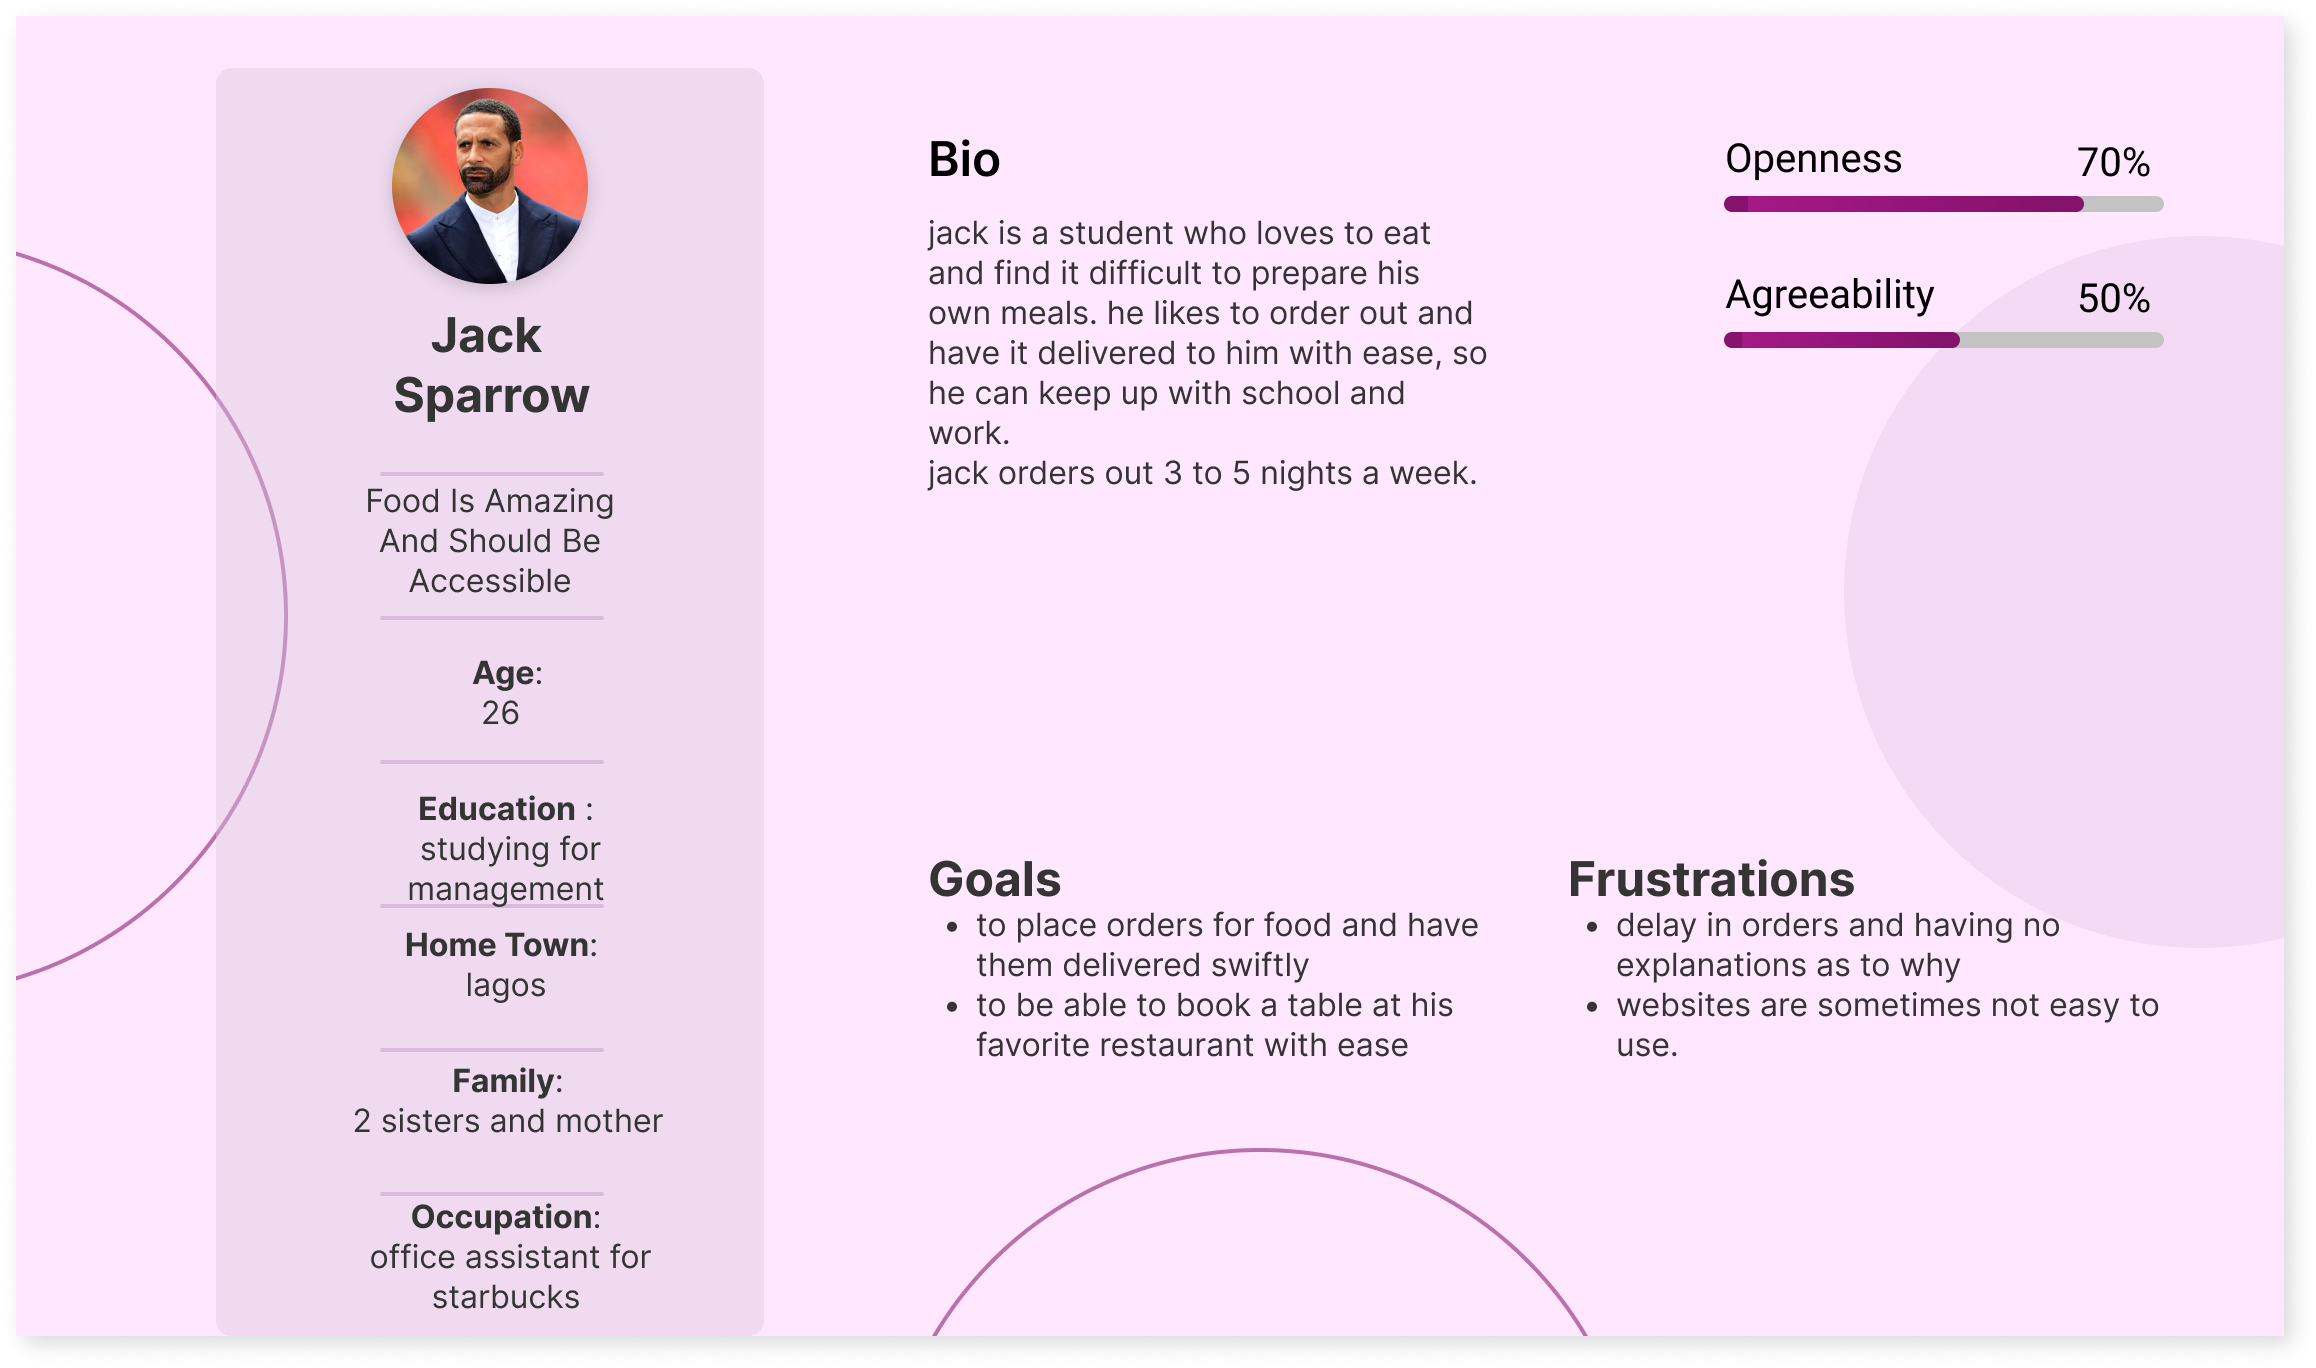 Jack
Sparrow
Food Is Amazing
And Should Be
Accessible
Age:
26
Education :
studying for
management
Home Town:
lagos
Family:
2 sisters and mother
Occupation:
office assistant for
starbucks
Bio
jack is a student who loves to eat
and find it difficult to prepare his
own meals. he likes to order out and
have it delivered to him with ease, so
he can keep up with school and
work.
jack orders out 3 to 5 nights a week.
Openness 70%
Agreeability 50%
Goals
• to place orders for food and have
them delivered swiftly
• to be able to book a table at his
favorite restaurant with ease
Frustrations
• delay in orders and having no
explanations as to why
• websites are sometimes not easy to
use.